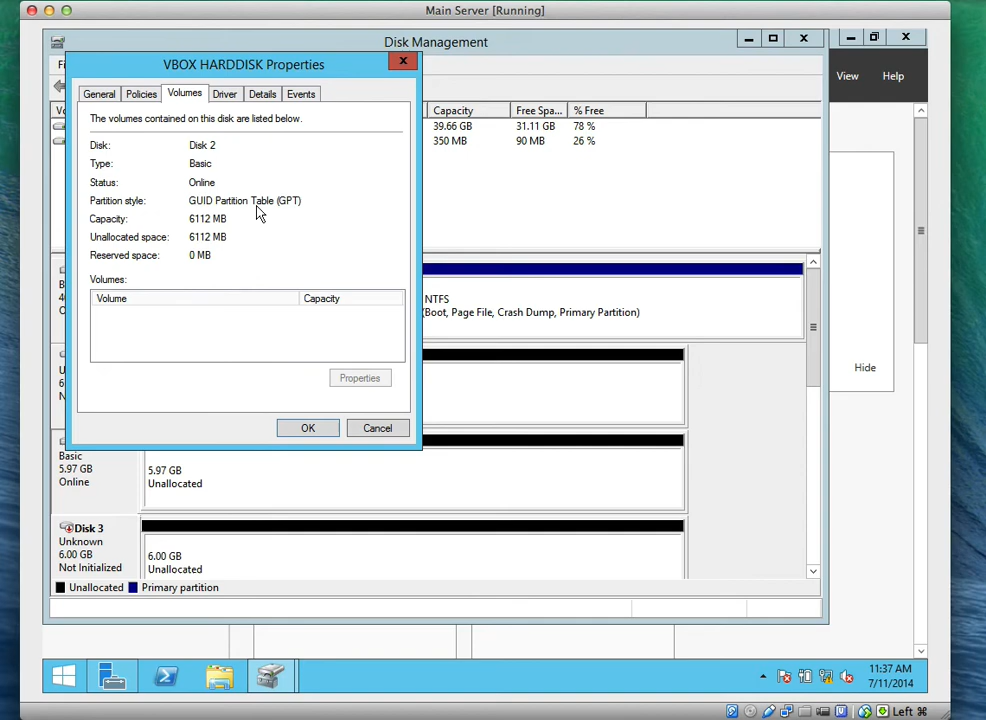 Main Server [Running]
Disk Management
VBOX HARDDISK Properties
View Help
General Policies Volumes Driver Details Events
Capacity Free Spa... % Free
The volumes contained on this disk are listed below.
39.66 GB 31.11 GB 78 %
350 MB 90 MB 26 %
Disk: Disk 2
Type: Basic
Status: Online
Partition style: GUID Partition Table (GPT)
Capacity: 6112 MB
Unallocated space: 6112 MB
Reserved space: 0 MB
Volumes:
Volume Capacity
NTFS
(Boot, Page File, Crash Dump, Primary Partition)
Hide
Properties
OK Cancel
Basic
5.97 GB
Online
5.97 GB
Unallocated
Disk 3
Unknown
6.00 GB
Not Initialized
6.00 GB
Unallocated
Unallocated Primary partition
11:37 AM
7/11/2014
Left ⌘